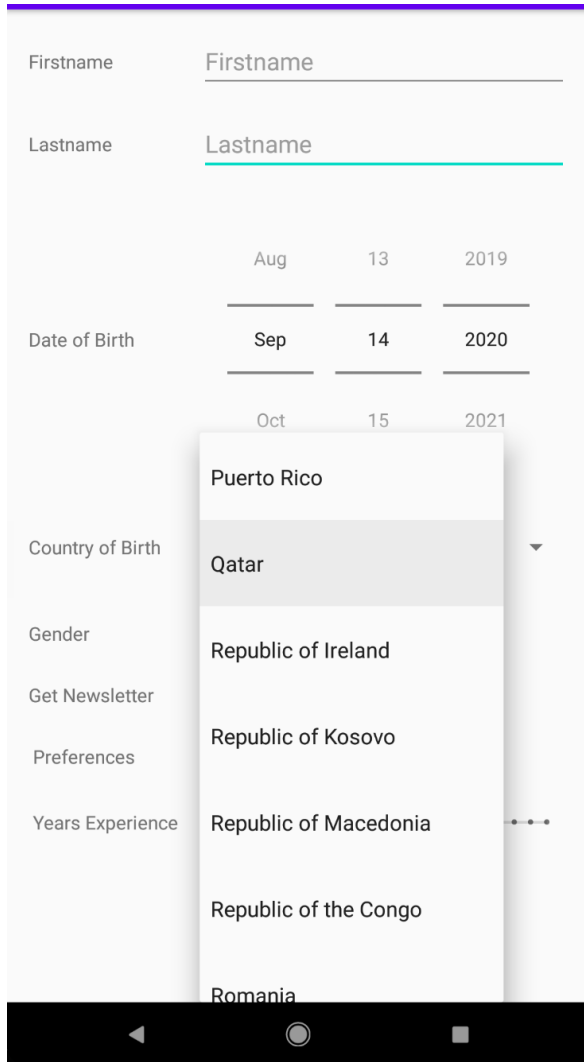 Firstname Firstname
Lastname Lastname
Aug 13 2019
Date of Birth Sep 14 2020
Oct 15 2021
Puerto Rico
Country of Birth
Qatar
Gender
Republic of Ireland
Get Newsletter
Republic of Kosovo
Preferences
Years Experience Republic of Macedonia
Republic of the Congo
Romania